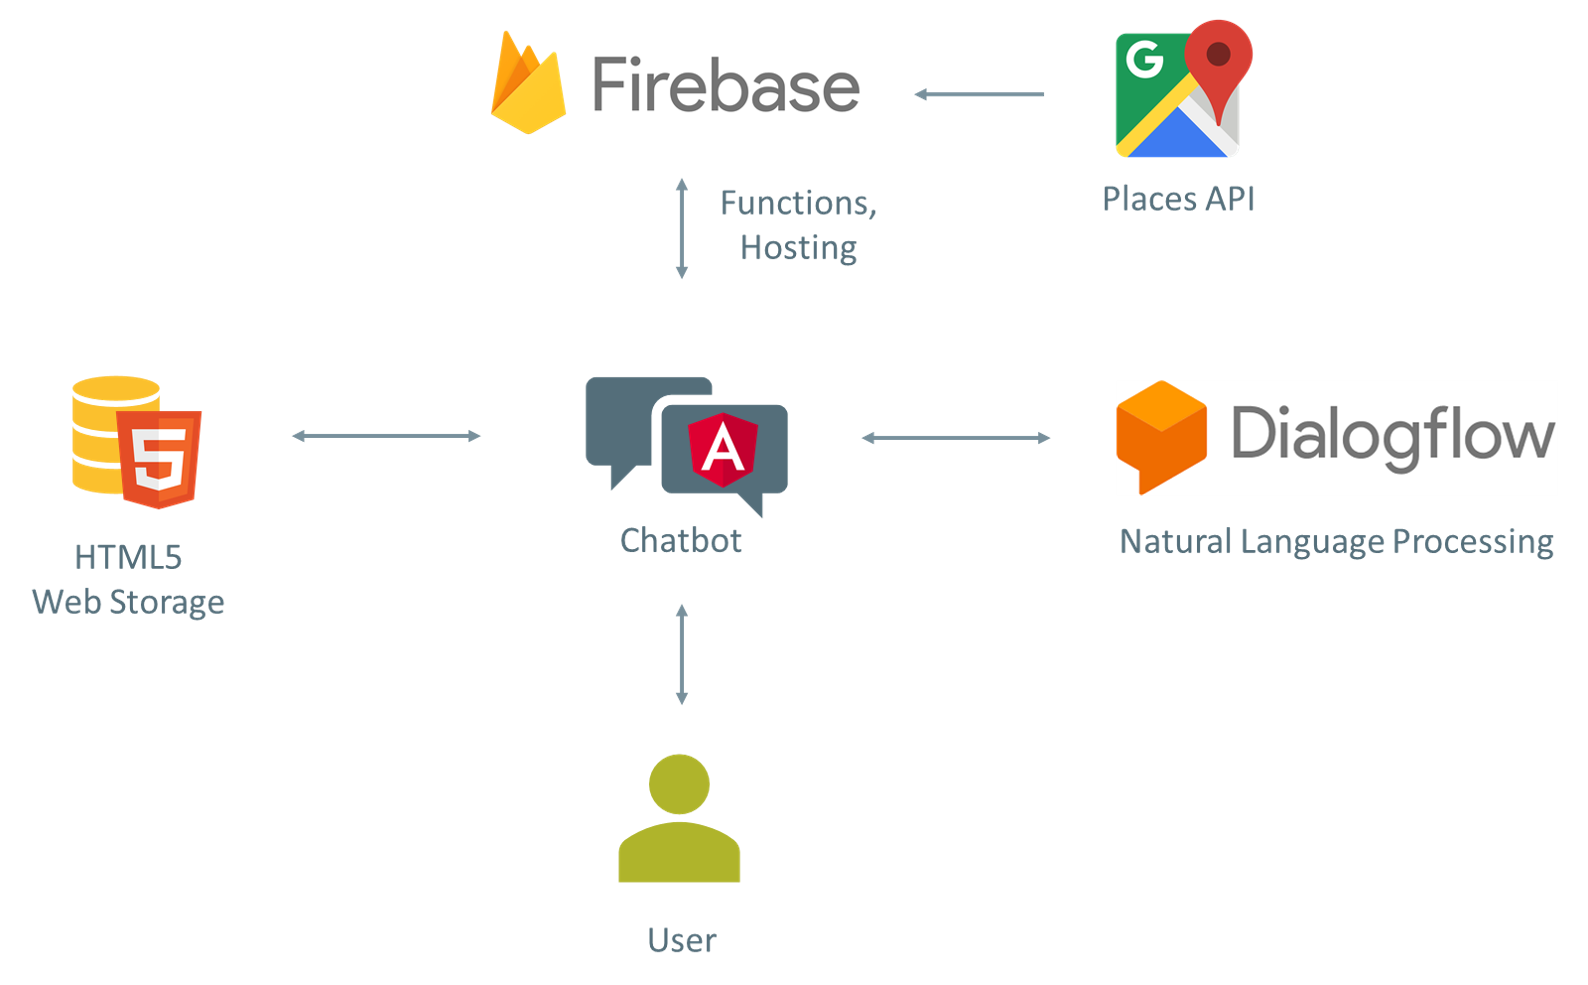 Firebase
G
Places API
Functions,
Hosting
5
A
Dialogflow
HTML5
Web Storage
Chatbot
Natural Language Processing
User